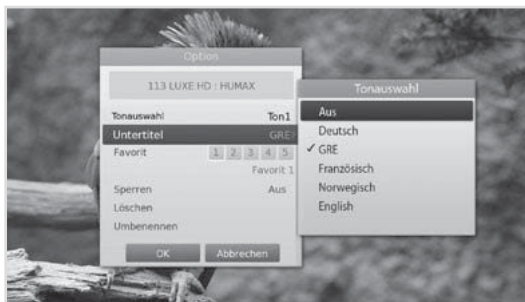 Option
113 LUXE HD : HUMAX
Tonauswahl Ton1
Untertitel GRE
Favorit 1 2 3 4 5
Favorit 1
Sperren Aus
Löschen
Umbenennen
OK Abbrechen
Tonauswahl
Aus
Deutsch
✓ GRE
Französisch
Norwegisch
English